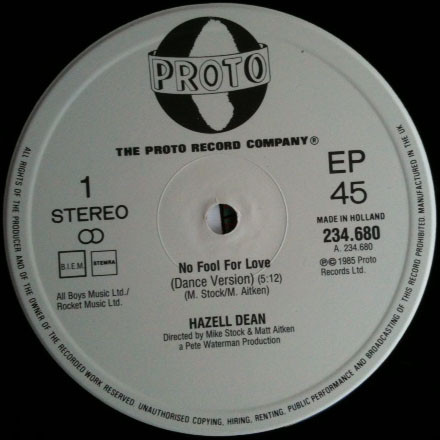 PROTO
THE PROTO RECORD COMPANY®
1
STEREO
EP
45
MADE IN HOLLAND
234.680
A. 234.680
B.I.E.M. STEMRA
℗© 1985 Proto
Records Ltd.
All Boys Music Ltd./
Rocket Music Ltd.
No Fool For Love
(Dance Version) (5:12)
(M. Stock/M. Aitken)
HAZELL DEAN
Directed by Mike Stock & Matt Aitken
a Pete Waterman Production
ALL RIGHTS OF THE PRODUCER AND OF THE OWNER OF THE RECORDED WORK RESERVED. UNAUTHORISED COPYING, HIRING, RENTING, PUBLIC PERFORMANCE AND BROADCASTING OF THIS RECORD PROHIBITED. MANUFACTURED IN THE UK.